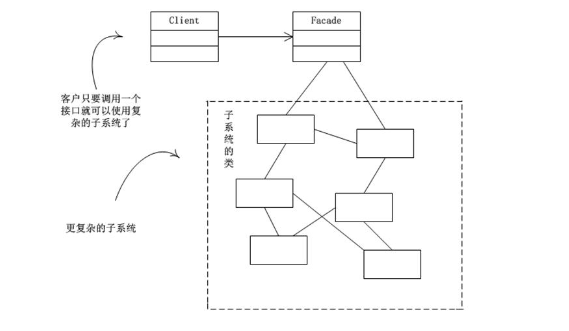 Client
Facade
客户只要调用一个
接口就可以使用复
杂的子系统了
子系统的类
更复杂的子系统